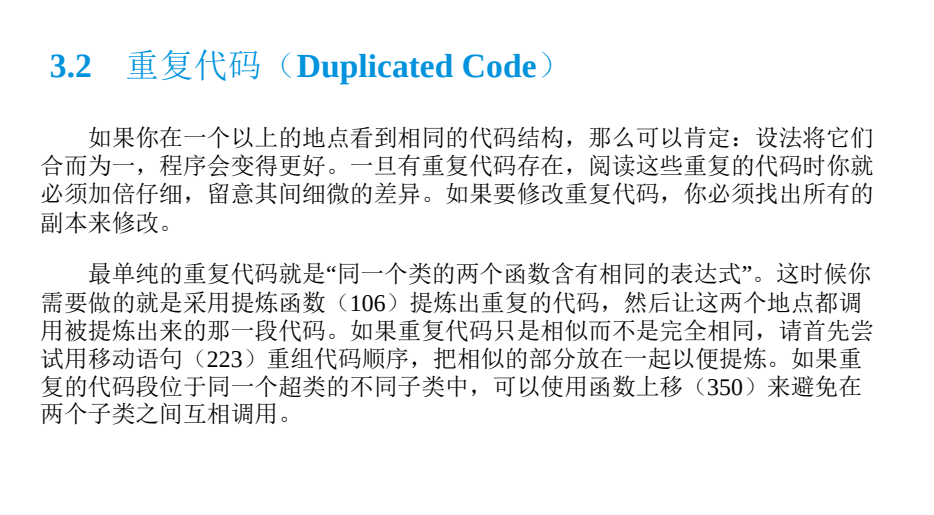 3.2 重复代码（Duplicated Code）
如果你在一个以上的地点看到相同的代码结构，那么可以肯定：设法将它们
合而为一，程序会变得更好。一旦有重复代码存在，阅读这些重复的代码时你就
必须加倍仔细，留意其间细微的差异。如果要修改重复代码，你必须找出所有的
副本来修改。
最单纯的重复代码就是“同一个类的两个函数含有相同的表达式”。这时候你
需要做的就是采用提炼函数（106）提炼出重复的代码，然后让这两个地点都调
用被提炼出来的那一段代码。如果重复代码只是相似而不是完全相同，请首先尝
试用移动语句（223）重组代码顺序，把相似的部分放在一起以便提炼。如果重
复的代码段位于同一个超类的不同子类中，可以使用函数上移（350）来避免在
两个子类之间互相调用。